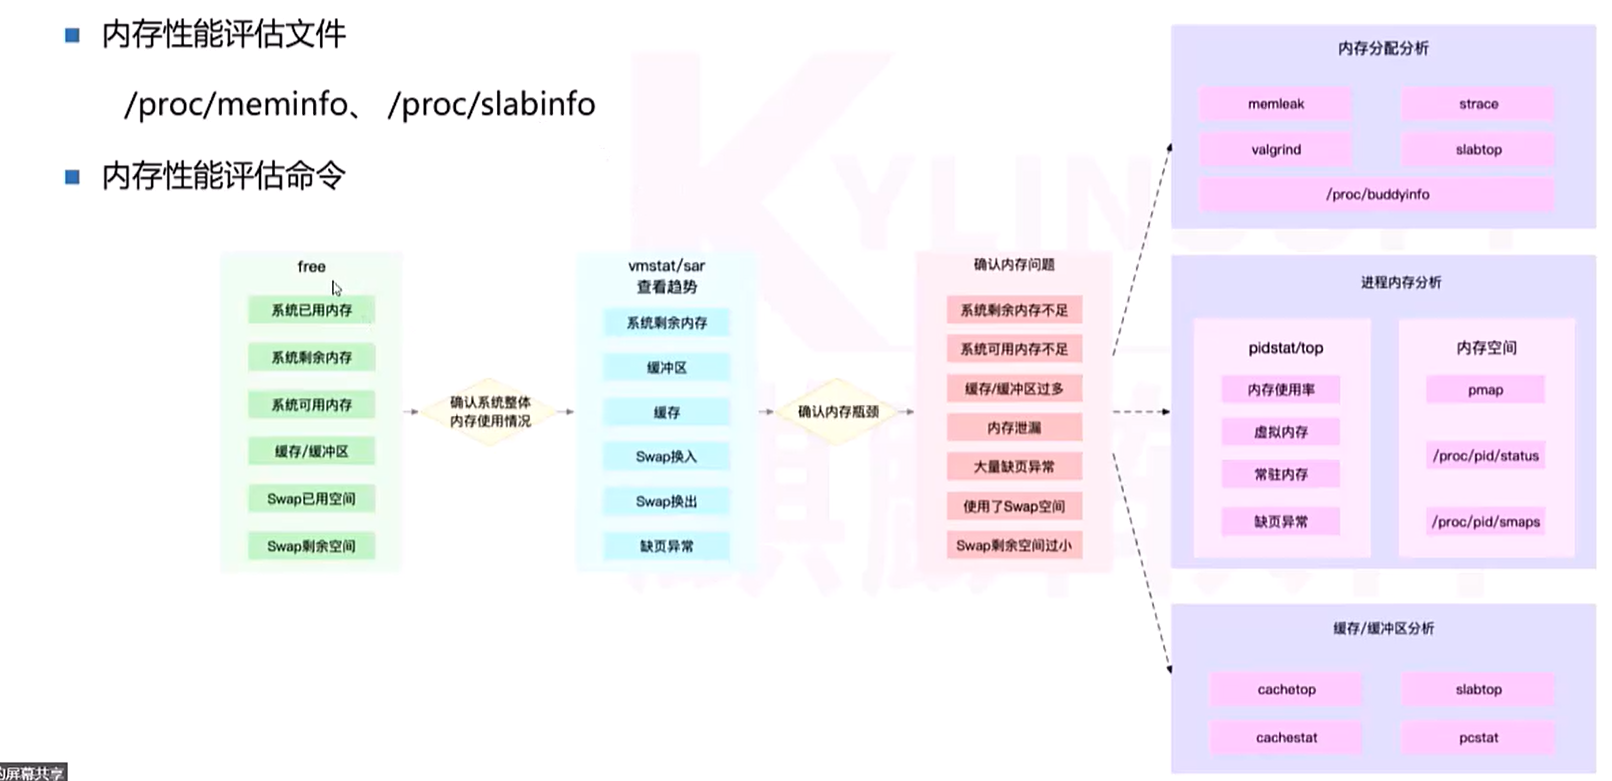 内存性能评估文件
/proc/meminfo、 /proc/slabinfo
内存性能评估命令
free
系统已用内存
系统剩余内存
系统可用内存
缓存/缓冲区
Swap已用空间
Swap剩余空间
确认系统整体
内存使用情况
vmstat/sar
查看趋势
系统剩余内存
缓冲区
缓存
Swap换入
Swap换出
缺页异常
确认内存瓶颈
确认内存问题
系统剩余内存不足
系统可用内存不足
缓存/缓冲区过多
内存泄漏
大量缺页异常
使用了Swap空间
Swap剩余空间过小
内存分配分析
memleak
strace
valgrind
slabtop
/proc/buddyinfo
进程内存分析
pidstat/top
内存使用率
虚拟内存
常驻内存
缺页异常
内存空间
pmap
/proc/pid/status
/proc/pid/smaps
缓存/缓冲区分析
cachetop
slabtop
cachestat
pcstat
KYLINSOFT
的屏幕共享